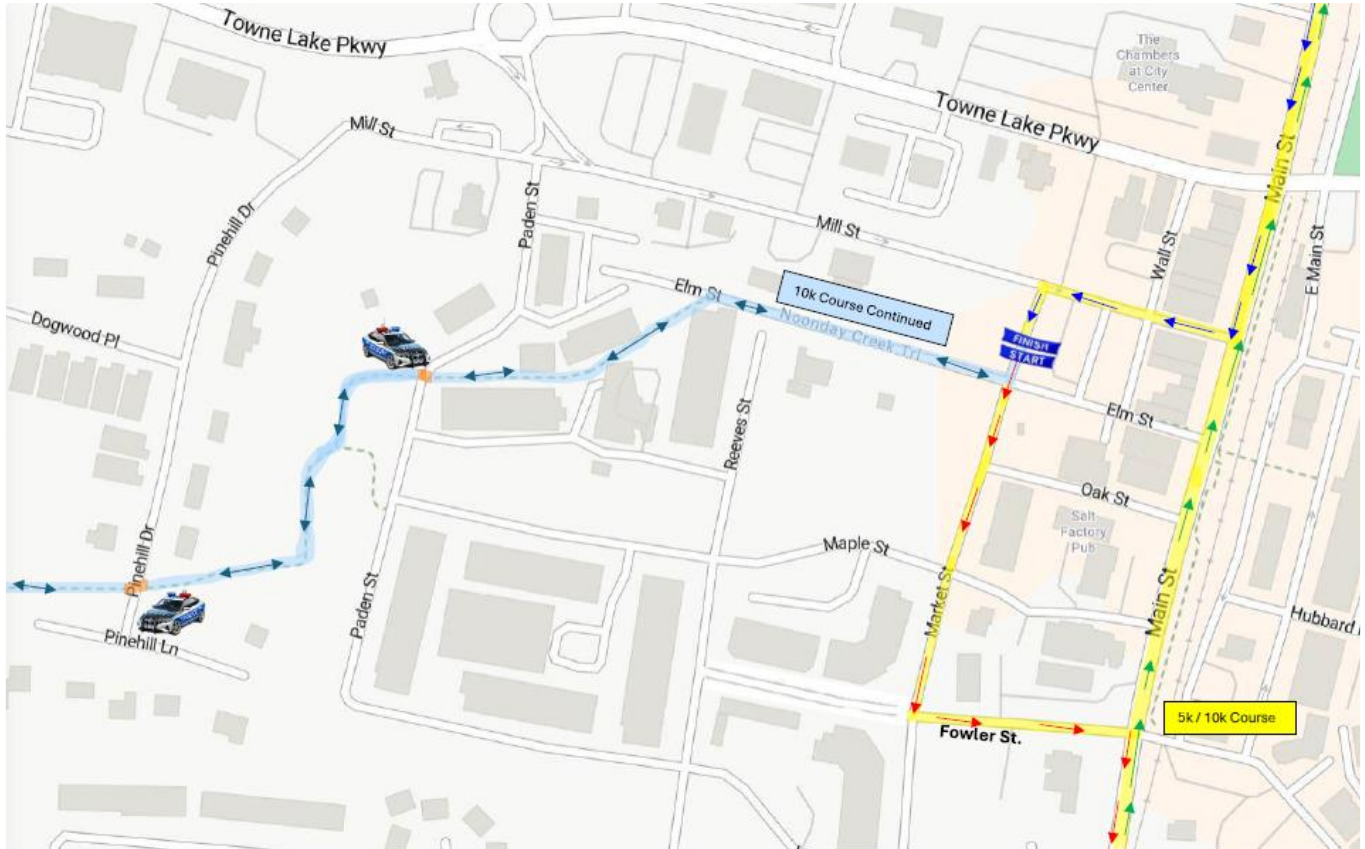 Towne Lake Pkwy
The
Chambers
at City
Center
Towne Lake Pkwy
Mill St
Main St
Pinehill Dr
Paden St
Mill St
Wall St
E Main St
Elm St
10k Course Continued
Noonday Creek Trl
Dogwood Pl
FINISH
START
Elm St
Reeves St
Oak St
Salt
Factory
Pub
Maple St
Pinehill Dr
Market St
Main St
Paden St
Hubbard
Pinehill Ln
5k / 10k Course
Fowler St.